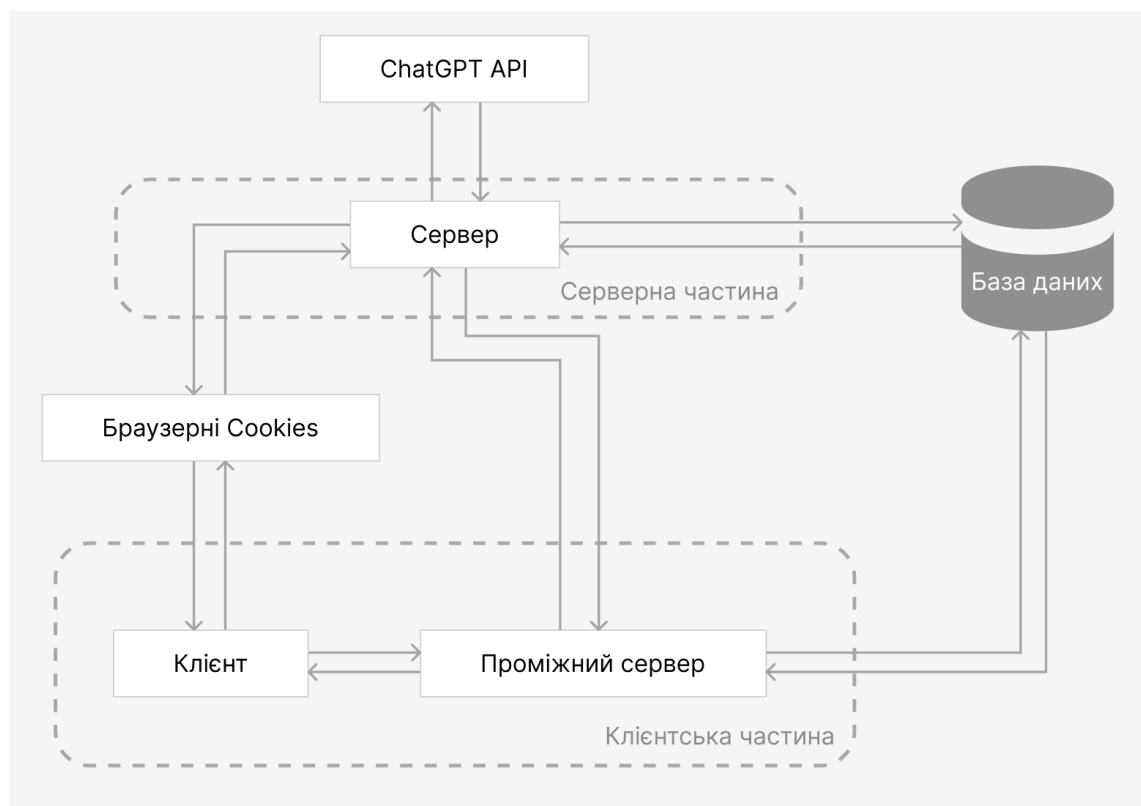 ChatGPT API
Сервер
Серверна частина
База даних
Браузерні Cookies
Клієнт
Проміжний сервер
Клієнтська частина